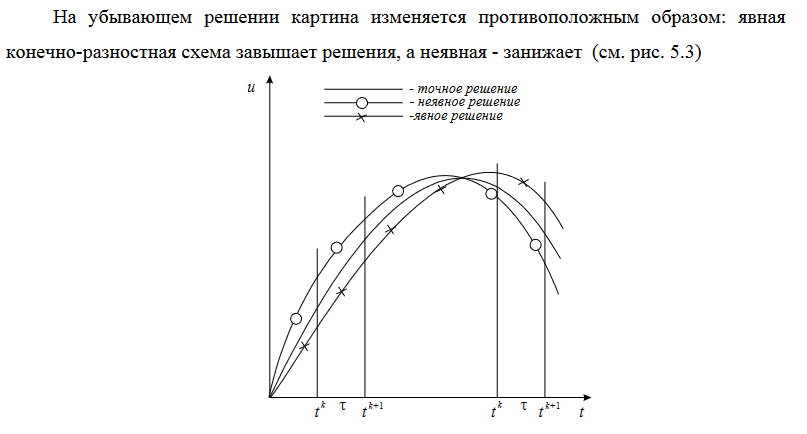 На убывающем решении картина изменяется противоположным образом: явная
конечно-разностная схема завышает решения, а неявная - занижает (см. рис. 5.3)
u
- точное решение
- неявное решение
-явное решение
t^k τ t^{k+1} t^k τ t^{k+1} t